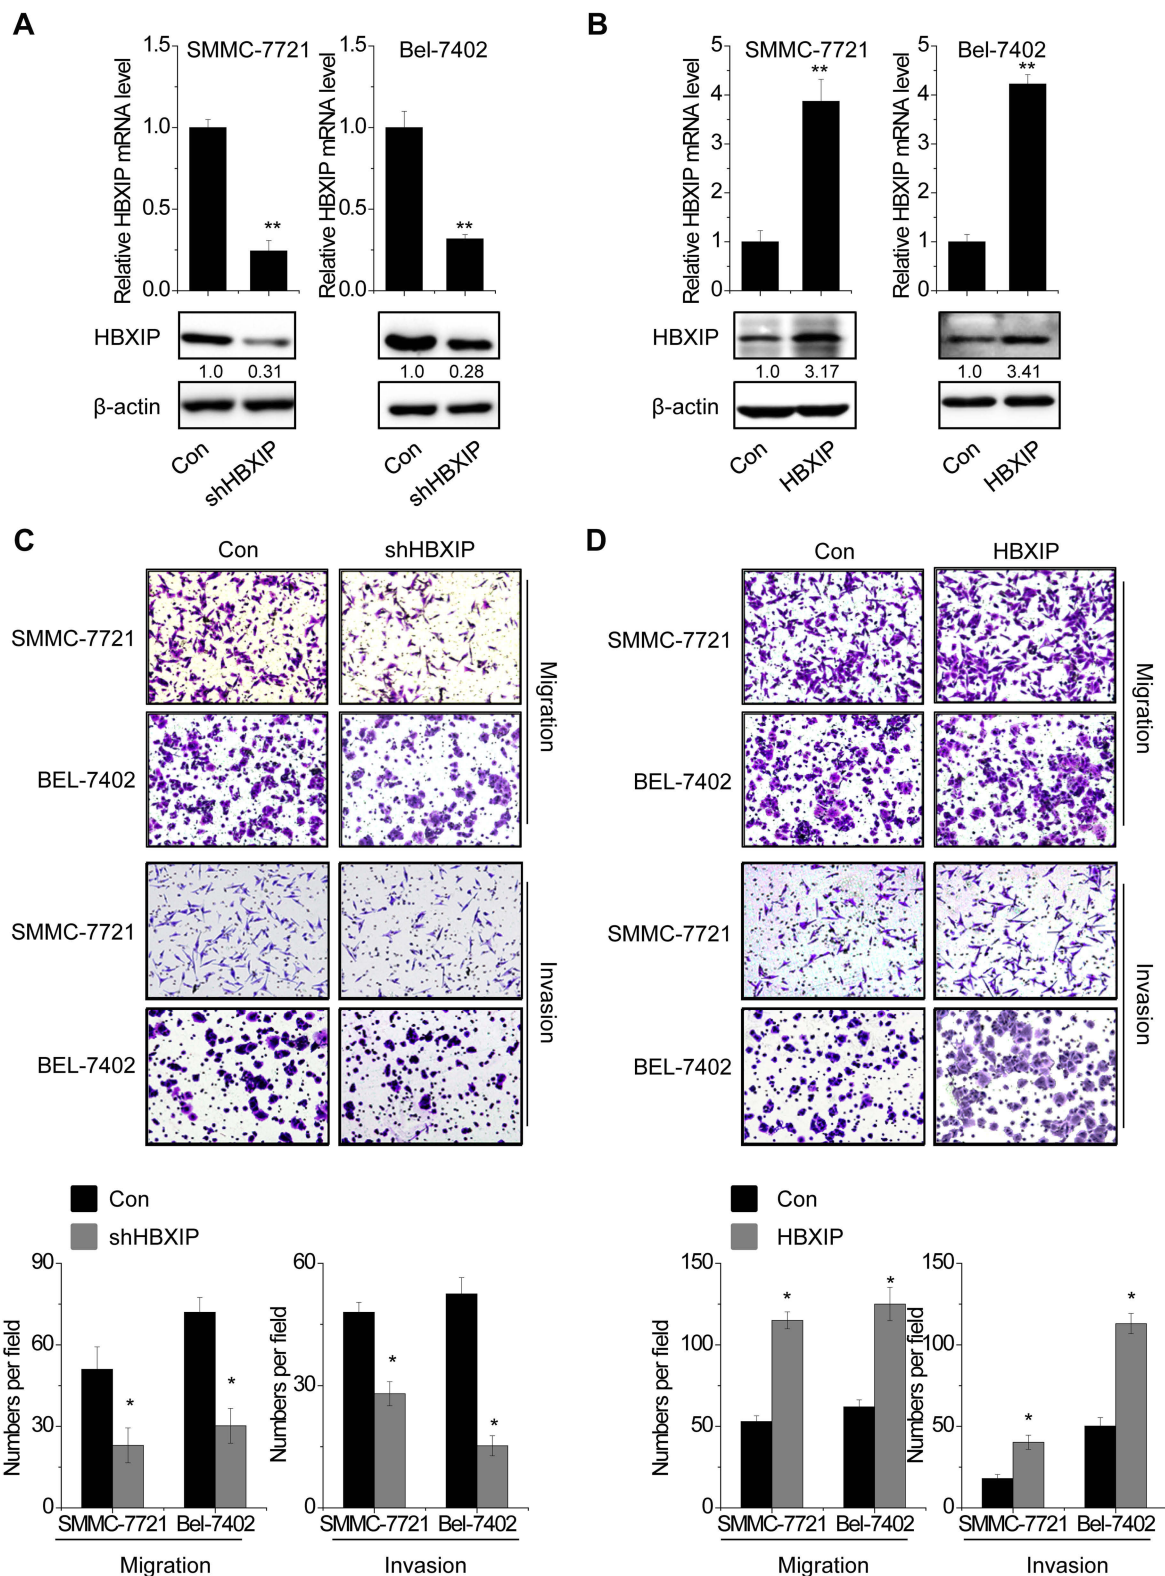 A
B
SMMC-7721
Bel-7402
Relative HBXIP mRNA level
1.5
1.0
0.5
0.0
**
Relative HBXIP mRNA level
1.5
1.0
0.5
0.0
**
HBXIP
1.0 0.31
1.0 0.28
β-actin
Con
shHBXIP
Con
shHBXIP
SMMC-7721
Bel-7402
Relative HBXIP mRNA level
5
4
3
2
1
0
**
Relative HBXIP mRNA level
5
4
3
2
1
0
**
HBXIP
1.0 3.17
1.0 3.41
β-actin
Con
HBXIP
Con
HBXIP
C
Con
shHBXIP
SMMC-7721
BEL-7402
Migration
SMMC-7721
BEL-7402
Invasion
Con
shHBXIP
Numbers per field
90
60
30
0
*
*
SMMC-7721 Bel-7402
Migration
Numbers per field
60
30
0
*
*
SMMC-7721 Bel-7402
Invasion
D
Con
HBXIP
SMMC-7721
BEL-7402
Migration
SMMC-7721
BEL-7402
Invasion
Con
HBXIP
Numbers per field
150
100
50
0
*
*
SMMC-7721 Bel-7402
Migration
Numbers per field
150
100
50
0
*
*
SMMC-7721 Bel-7402
Invasion